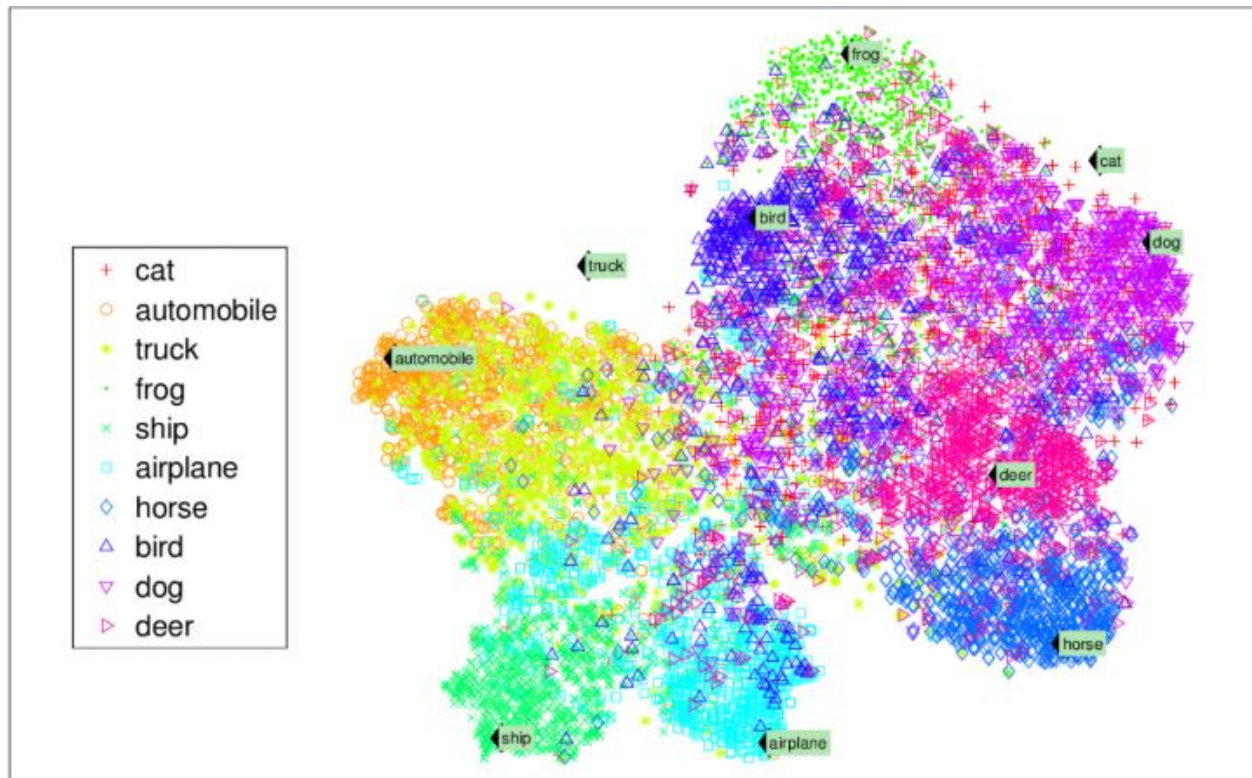 frog
cat
bird
dog
truck
cat
automobile
truck
frog
ship
airplane
horse
bird
dog
deer
automobile
deer
horse
ship
airplane